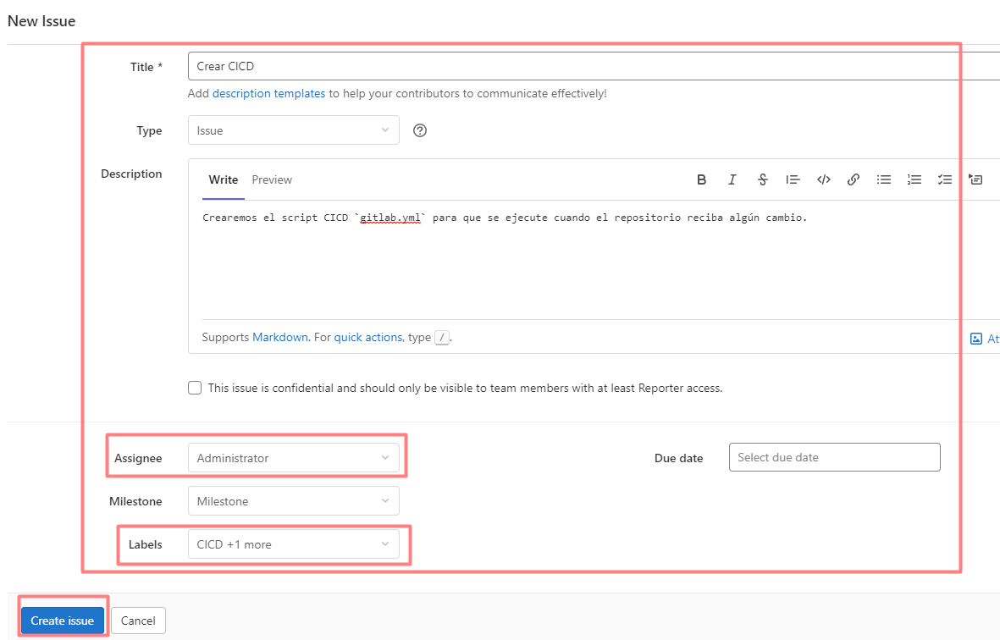 New Issue
Title * Crear CICD
Add description templates to help your contributors to communicate effectively!
Type Issue
Description
Write Preview
Crearemos el script CICD `gitlab.yml` para que se ejecute cuando el repositorio reciba algún cambio.
Supports Markdown. For quick actions, type /.
At
This issue is confidential and should only be visible to team members with at least Reporter access.
Assignee Administrator Due date Select due date
Milestone Milestone
Labels CICD +1 more
Create issue Cancel